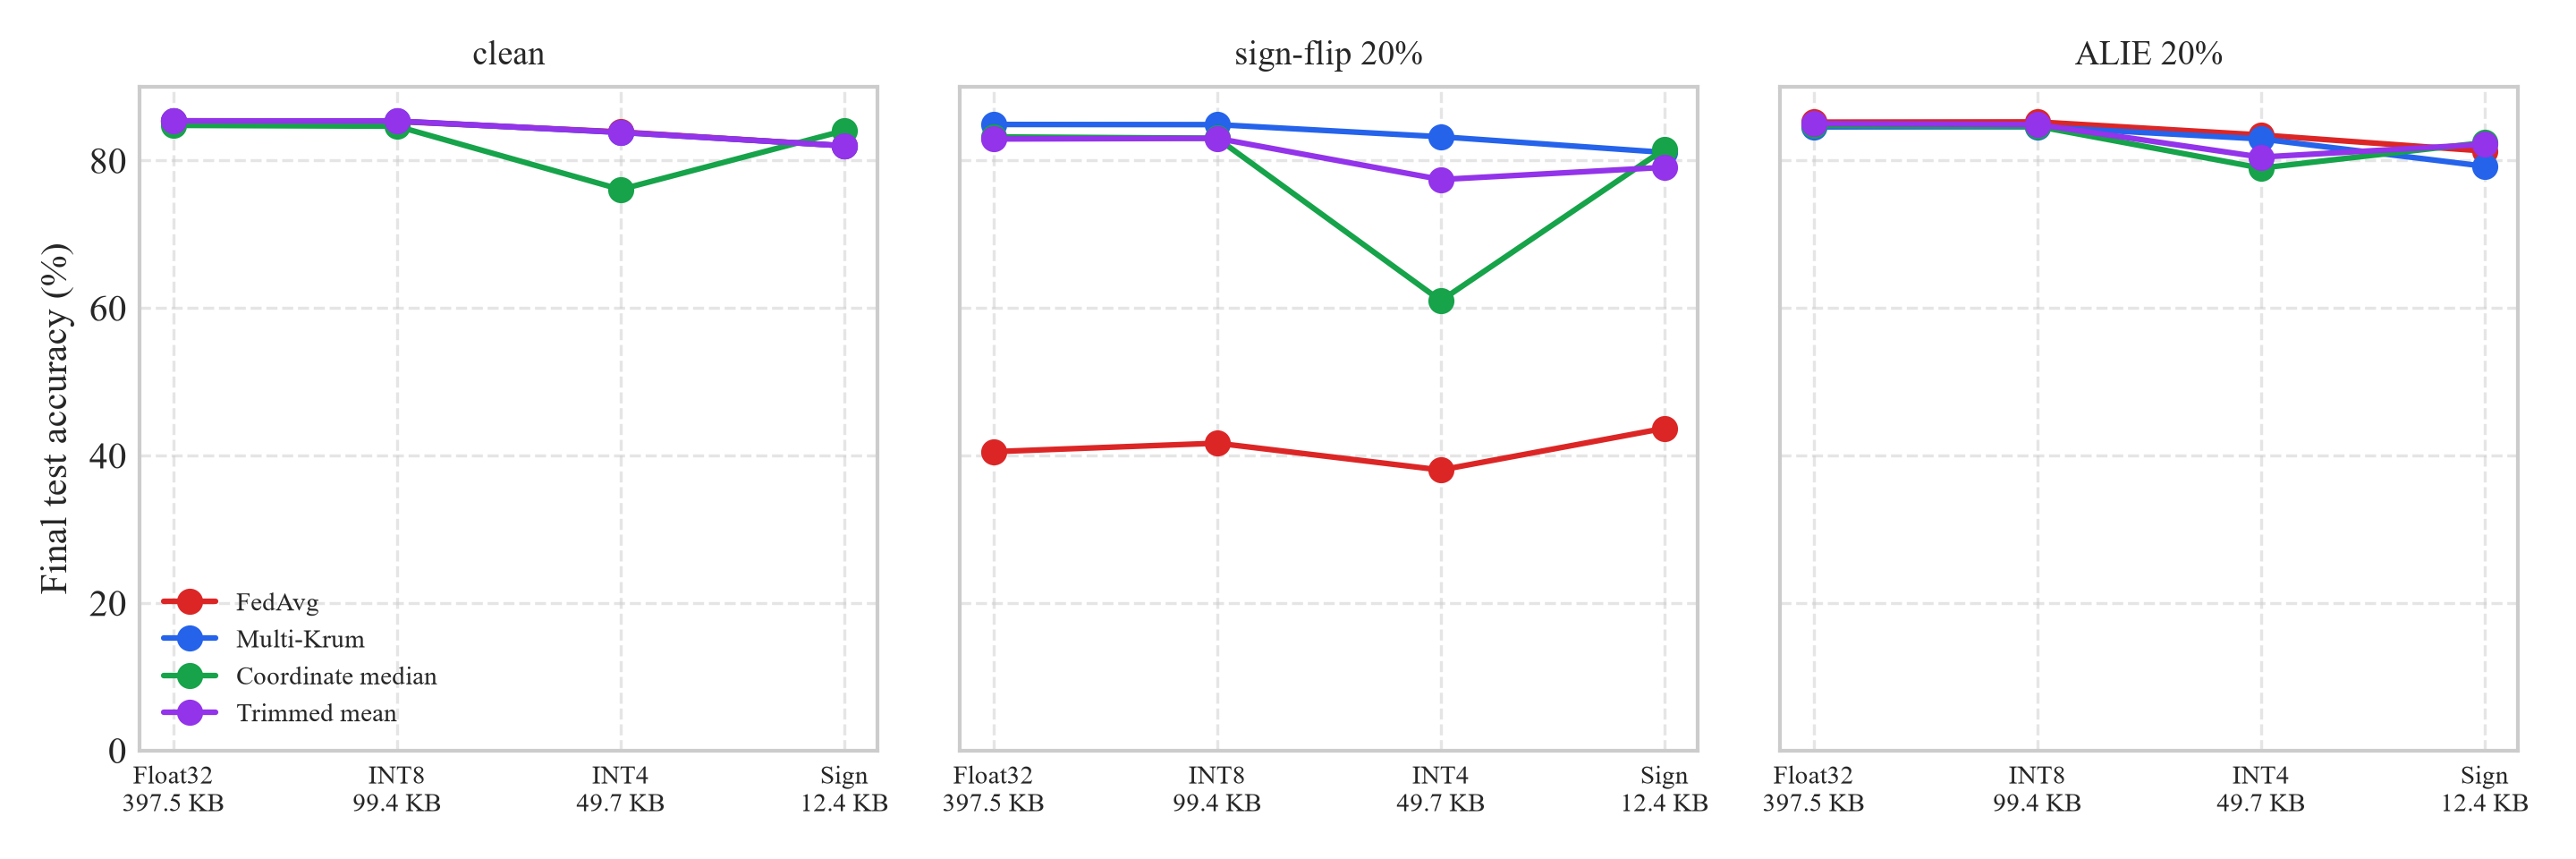 clean
sign-flip 20%
ALIE 20%
Final test accuracy (%)
80
60
40
20
0
FedAvg
Multi-Krum
Coordinate median
Trimmed mean
Float32 INT8 INT4 Sign
397.5 KB 99.4 KB 49.7 KB 12.4 KB
Float32 INT8 INT4 Sign
397.5 KB 99.4 KB 49.7 KB 12.4 KB
Float32 INT8 INT4 Sign
397.5 KB 99.4 KB 49.7 KB 12.4 KB